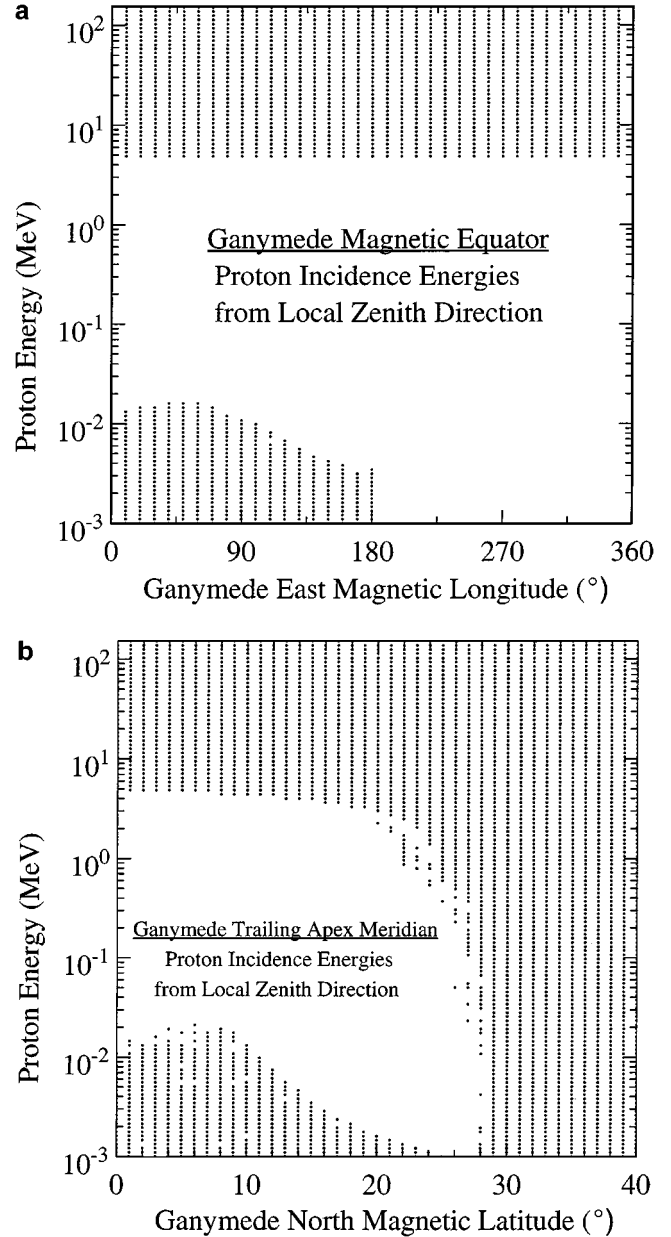 a
10^2
10^1
10^0
10^-1
10^-2
10^-3
Proton Energy (MeV)
Ganymede Magnetic Equator
Proton Incidence Energies
from Local Zenith Direction
0 90 180 270 360
Ganymede East Magnetic Longitude (°)
b
10^2
10^1
10^0
10^-1
10^-2
10^-3
Proton Energy (MeV)
Ganymede Trailing Apex Meridian
Proton Incidence Energies
from Local Zenith Direction
0 10 20 30 40
Ganymede North Magnetic Latitude (°)